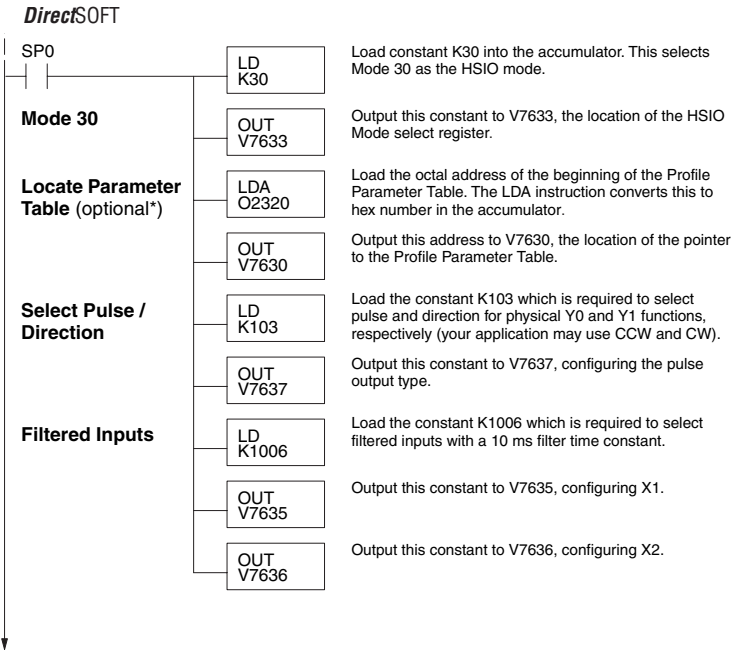 DirectSOFT
SP0
LD
K30
Load constant K30 into the accumulator. This selects
Mode 30 as the HSIO mode.
Mode 30
OUT
V7633
Output this constant to V7633, the location of the HSIO
Mode select register.
Locate Parameter
Table (optional*)
LDA
O2320
Load the octal address of the beginning of the Profile
Parameter Table. The LDA instruction converts this to
hex number in the accumulator.
OUT
V7630
Output this address to V7630, the location of the pointer
to the Profile Parameter Table.
Select Pulse /
Direction
LD
K103
Load the constant K103 which is required to select
pulse and direction for physical Y0 and Y1 functions,
respectively (your application may use CCW and CW).
OUT
V7637
Output this constant to V7637, configuring the pulse
output type.
Filtered Inputs
LD
K1006
Load the constant K1006 which is required to select
filtered inputs with a 10 ms filter time constant.
OUT
V7635
Output this constant to V7635, configuring X1.
OUT
V7636
Output this constant to V7636, configuring X2.